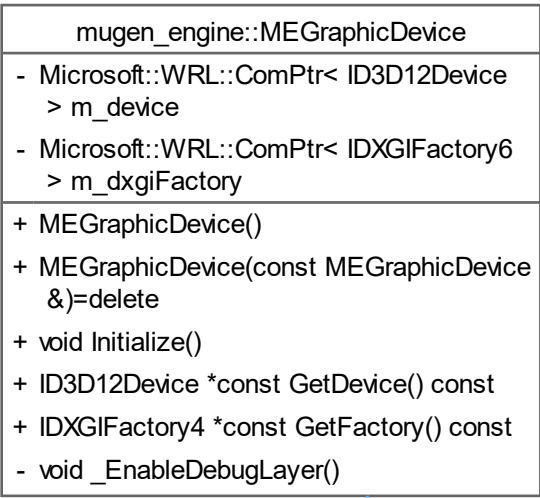 mugen_engine::MEGraphicDevice
- Microsoft::WRL::ComPtr< ID3D12Device
> m_device
- Microsoft::WRL::ComPtr< IDXGIFactory6
> m_dxgiFactory
+ MEGraphicDevice()
+ MEGraphicDevice(const MEGraphicDevice
&)=delete
+ void Initialize()
+ ID3D12Device *const GetDevice() const
+ IDXGIFactory4 *const GetFactory() const
- void _EnableDebugLayer()